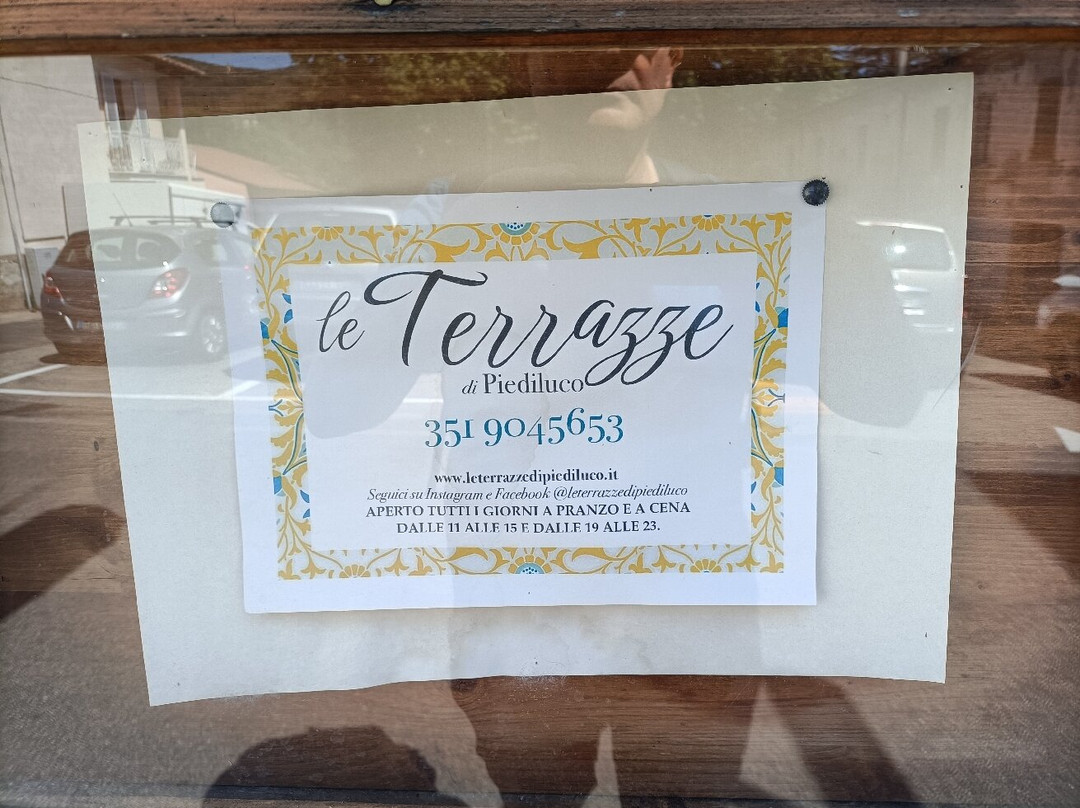 le Terrazze
di Piediluco
351 9045653
www.leterrazzedipiediluco.it
Seguici su Instagram e Facebook @leterrazzedipiediluco
APERTO TUTTI I GIORNI A PRANZO E A CENA
DALLE 11 ALLE 15 E DALLE 19 ALLE 23.